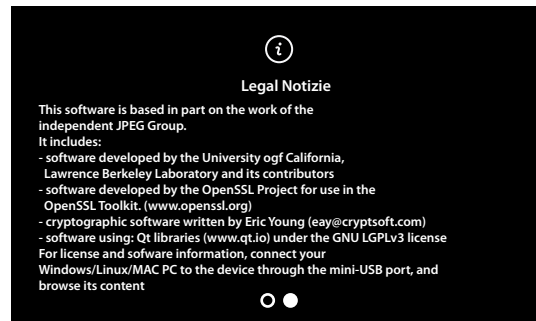 Legal Notizie
This software is based in part on the work of the
independent JPEG Group.
It includes:
- software developed by the University ogf California,
Lawrence Berkeley Laboratory and its contributors
- software developed by the OpenSSL Project for use in the
OpenSSL Toolkit. (www.openssl.org)
- cryptographic software written by Eric Young (eay@cryptsoft.com)
- software using: Qt libraries (www.qt.io) under the GNU LGPLv3 license
For license and sofware information, connect your
Windows/Linux/MAC PC to the device through the mini-USB port, and
browse its content